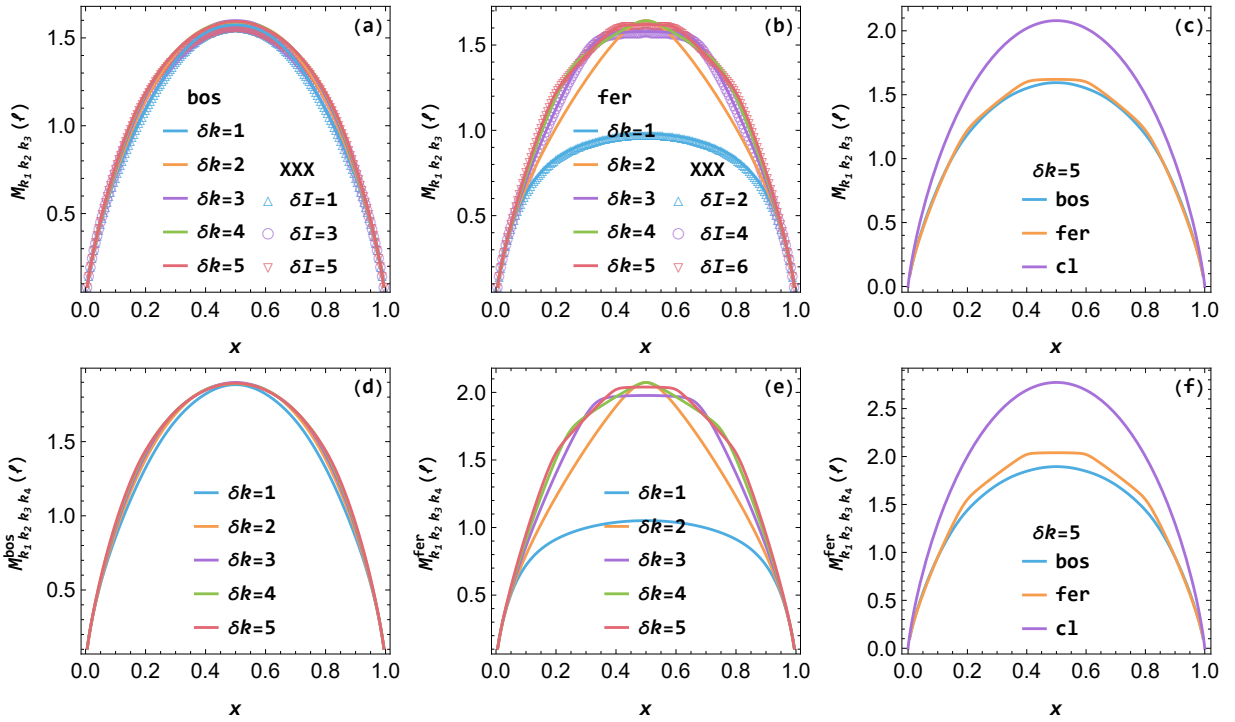 (a)
M_{k1 k2 k3} (ℓ)
1.5
1.0
0.5
bos
δk=1
δk=2
δk=3
δk=4
δk=5
XXX
δI=1
δI=3
δI=5
0.0 0.2 0.4 0.6 0.8 1.0
x
(b)
M_{k1 k2 k3} (ℓ)
1.5
1.0
0.5
fer
δk=1
δk=2
δk=3
δk=4
δk=5
XXX
δI=2
δI=4
δI=6
0.0 0.2 0.4 0.6 0.8 1.0
x
(c)
M_{k1 k2 k3} (ℓ)
2.0
1.5
1.0
0.5
0.0
δk=5
bos
fer
cl
0.0 0.2 0.4 0.6 0.8 1.0
x
(d)
M^{bos}_{k1 k2 k3 k4} (ℓ)
1.5
1.0
0.5
δk=1
δk=2
δk=3
δk=4
δk=5
0.0 0.2 0.4 0.6 0.8 1.0
x
(e)
M^{fer}_{k1 k2 k3 k4} (ℓ)
2.0
1.5
1.0
0.5
δk=1
δk=2
δk=3
δk=4
δk=5
0.0 0.2 0.4 0.6 0.8 1.0
x
(f)
M^{fer}_{k1 k2 k3 k4} (ℓ)
2.5
2.0
1.5
1.0
0.5
0.0
δk=5
bos
fer
cl
0.0 0.2 0.4 0.6 0.8 1.0
x